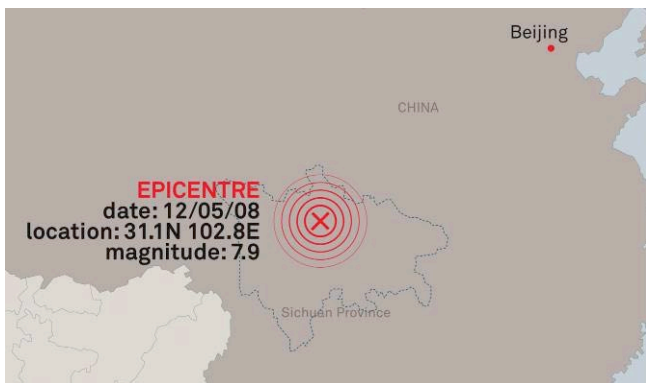 Beijing
CHINA
EPICENTRE
date: 12/05/08
location: 31.1N 102.8E
magnitude: 7.9
Sichuan Province